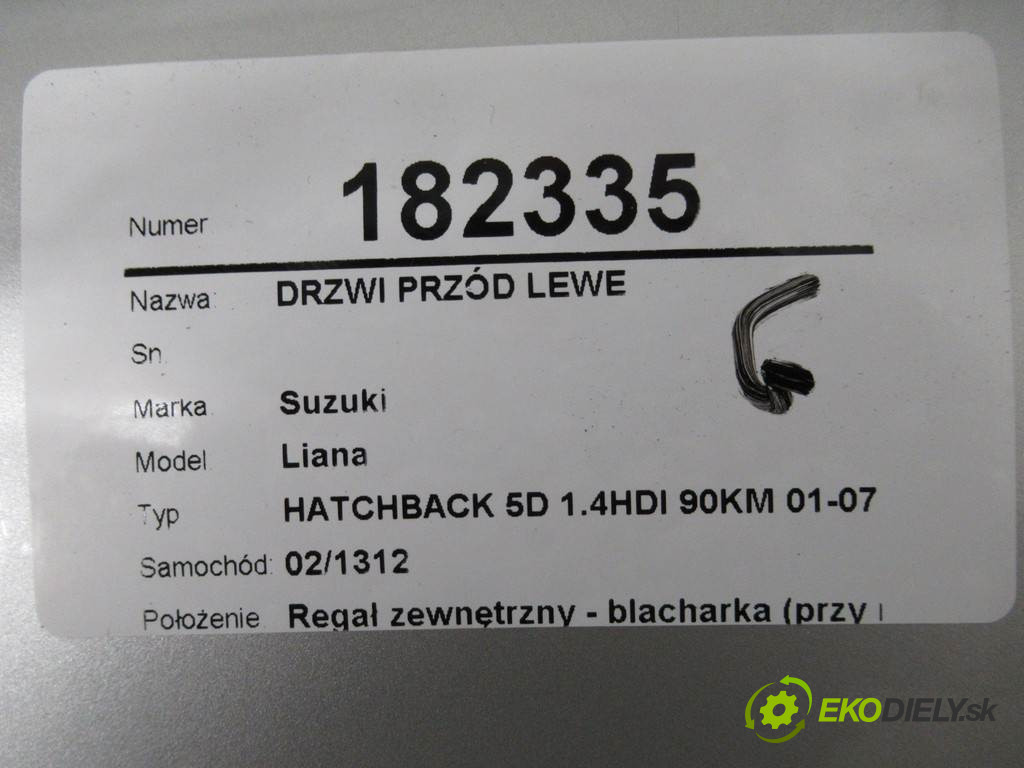 Numer 182335
Nazwa: DRZWI PRZÓD LEWE
Sn.
Marka Suzuki
Model Liana
Typ HATCHBACK 5D 1.4HDI 90KM 01-07
Samochód: 02/1312
Położenie Regał zewnętrzny - blacharka (przy
EKODIELY.sk